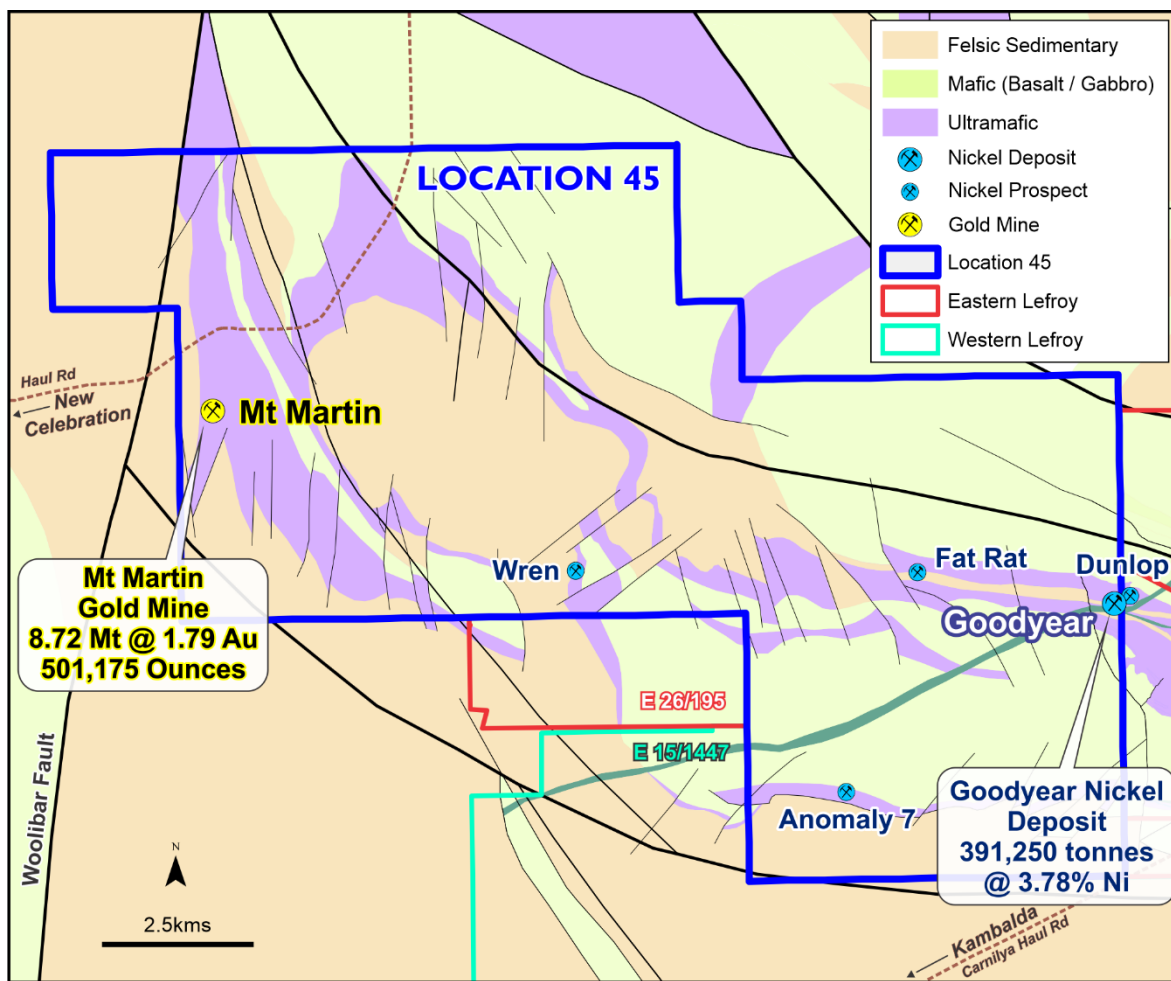 Felsic Sedimentary
Mafic (Basalt / Gabbro)
Ultramafic
Nickel Deposit
Nickel Prospect
Gold Mine
Location 45
Eastern Lefroy
Western Lefroy
LOCATION 45
Haul Rd
New
Celebration
Mt Martin
Mt Martin
Gold Mine
8.72 Mt @ 1.79 Au
501,175 Ounces
Wren
Fat Rat
Dunlop
Goodyear
E 26/195
E 15/1447
Anomaly 7
Goodyear Nickel
Deposit
391,250 tonnes
@ 3.78% Ni
Woolibar Fault
N
2.5kms
Kambalda
Carnilya Haul Rd